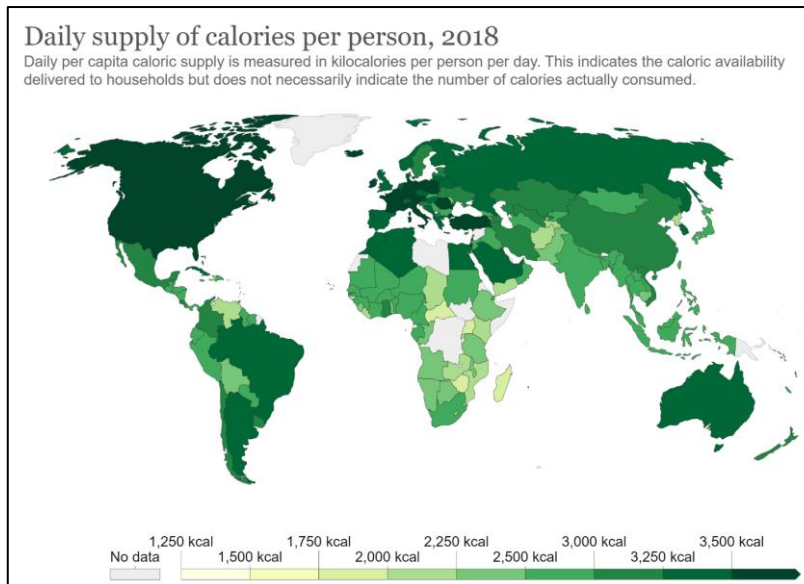 Daily supply of calories per person, 2018
Daily per capita caloric supply is measured in kilocalories per person per day. This indicates the caloric availability
delivered to households but does not necessarily indicate the number of calories actually consumed.
1,250 kcal 1,750 kcal 2,250 kcal 3,000 kcal 3,500 kcal
No data 1,500 kcal 2,000 kcal 2,500 kcal 3,250 kcal